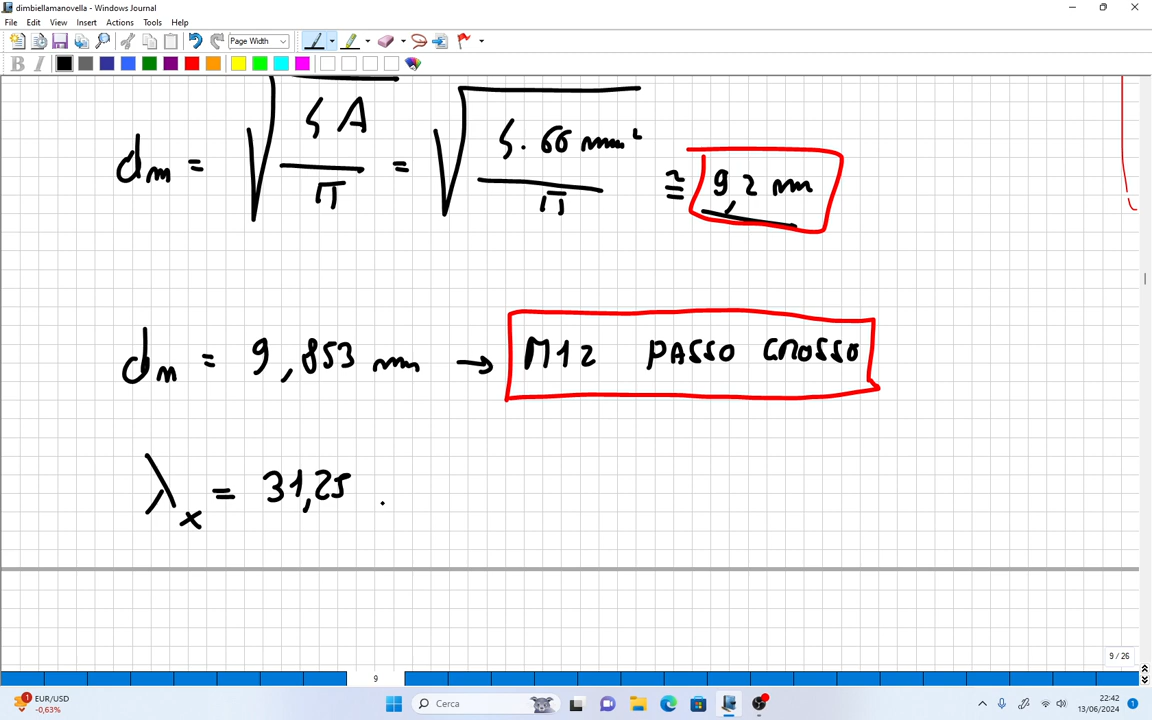 dimbiellamanovella - Windows Journal
File Edit View Insert Actions Tools Help
Page Width
B I
dm = √(4A/π) = √(4·66 mm²/π) ≅ 9,2 mm
dm = 9,853 mm → M12 PASSO GROSSO
λx = 31,25
9 / 26
9
EUR/USD
-0,63%
1
Cerca
22:42
13/06/2024
1